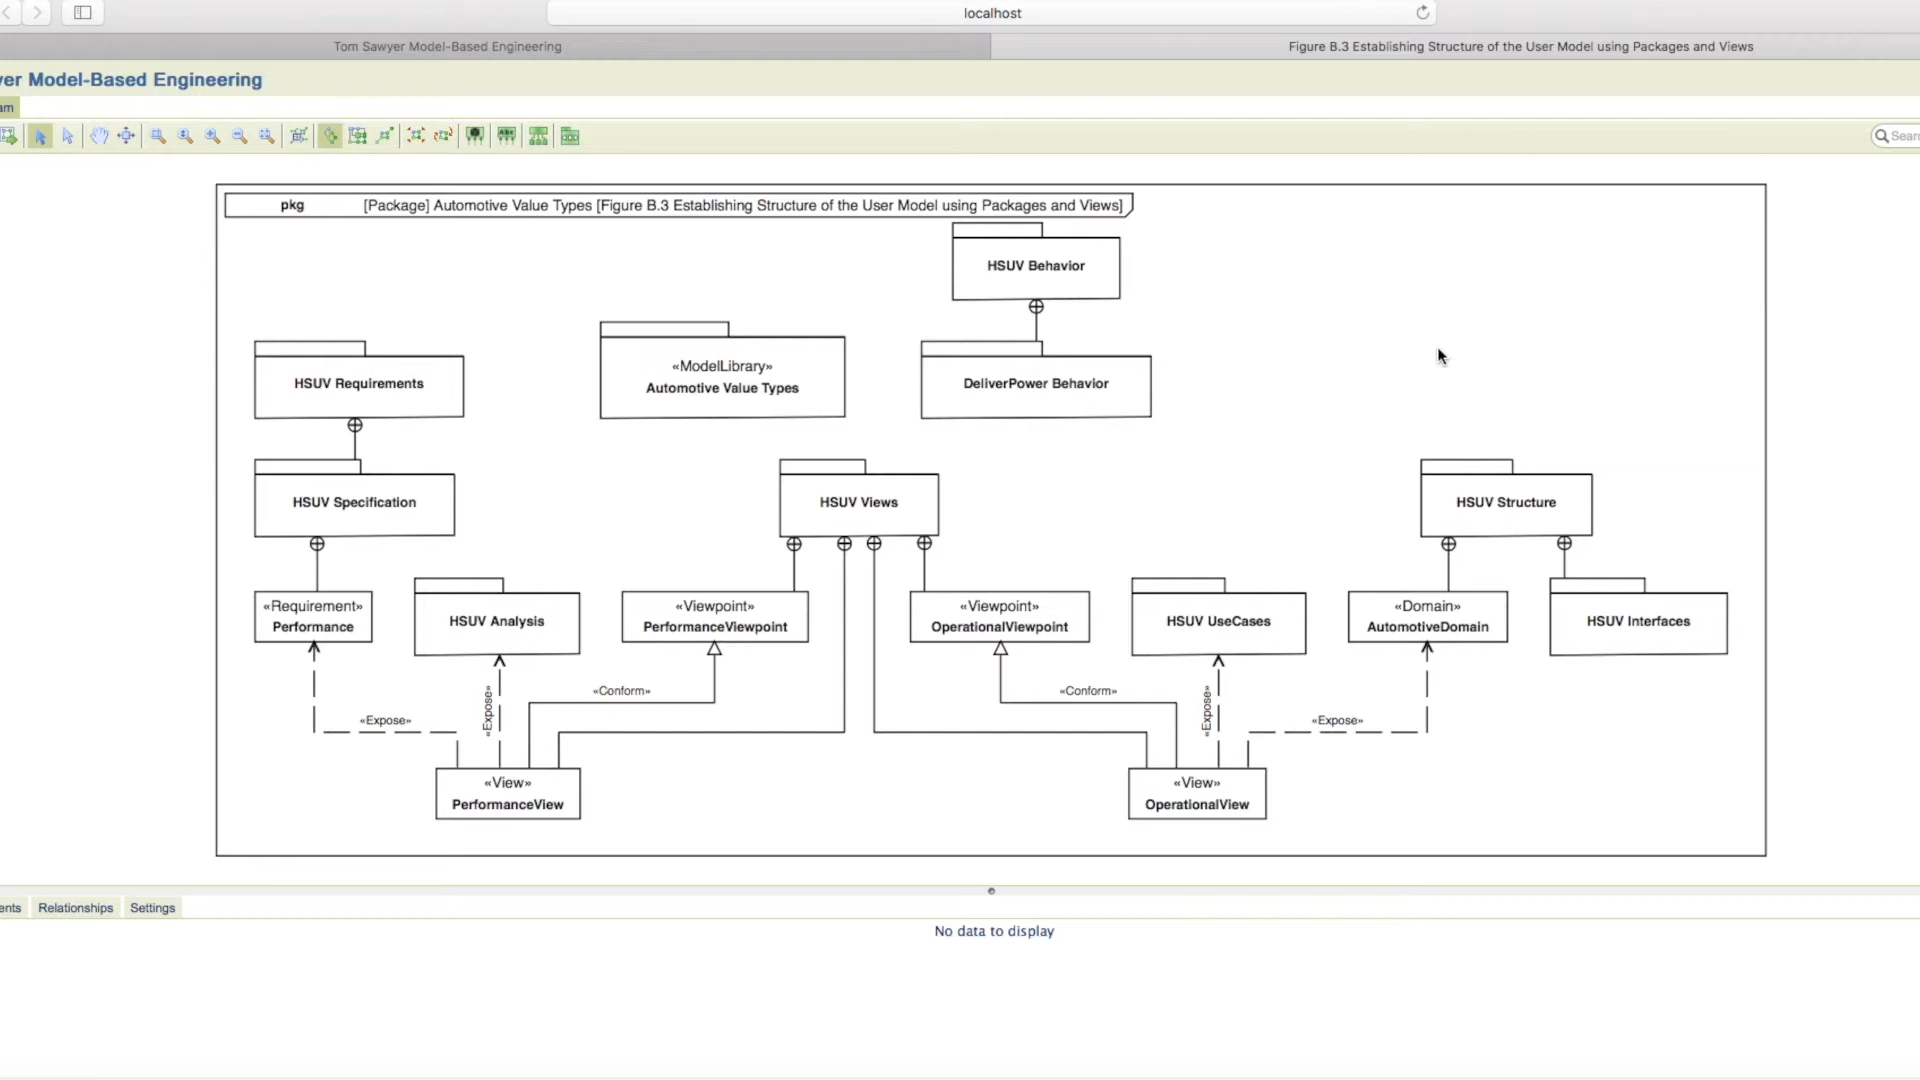 localhost
Tom Sawyer Model-Based Engineering
Figure B.3 Establishing Structure of the User Model using Packages and Views
yer Model-Based Engineering
am
Sear
pkg [Package] Automotive Value Types [Figure B.3 Establishing Structure of the User Model using Packages and Views]
HSUV Behavior
HSUV Requirements
«ModelLibrary»
Automotive Value Types
DeliverPower Behavior
HSUV Specification
HSUV Views
HSUV Structure
«Requirement»
Performance
HSUV Analysis
«Viewpoint»
PerformanceViewpoint
«Viewpoint»
OperationalViewpoint
HSUV UseCases
«Domain»
AutomotiveDomain
HSUV Interfaces
«Expose»
«Expose»
«Conform»
«Conform»
«Expose»
«Expose»
«View»
PerformanceView
«View»
OperationalView
ents
Relationships
Settings
No data to display